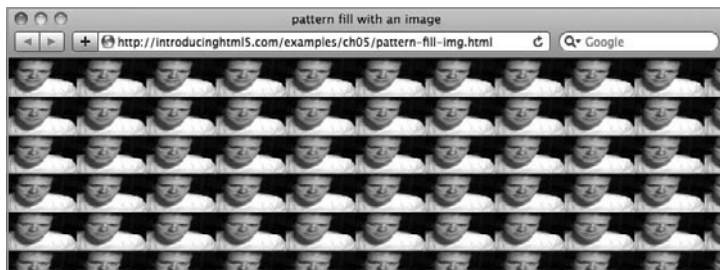 pattern fill with an image
http://introducinghtml5.com/examples/ch05/pattern-fill-img.html
Google